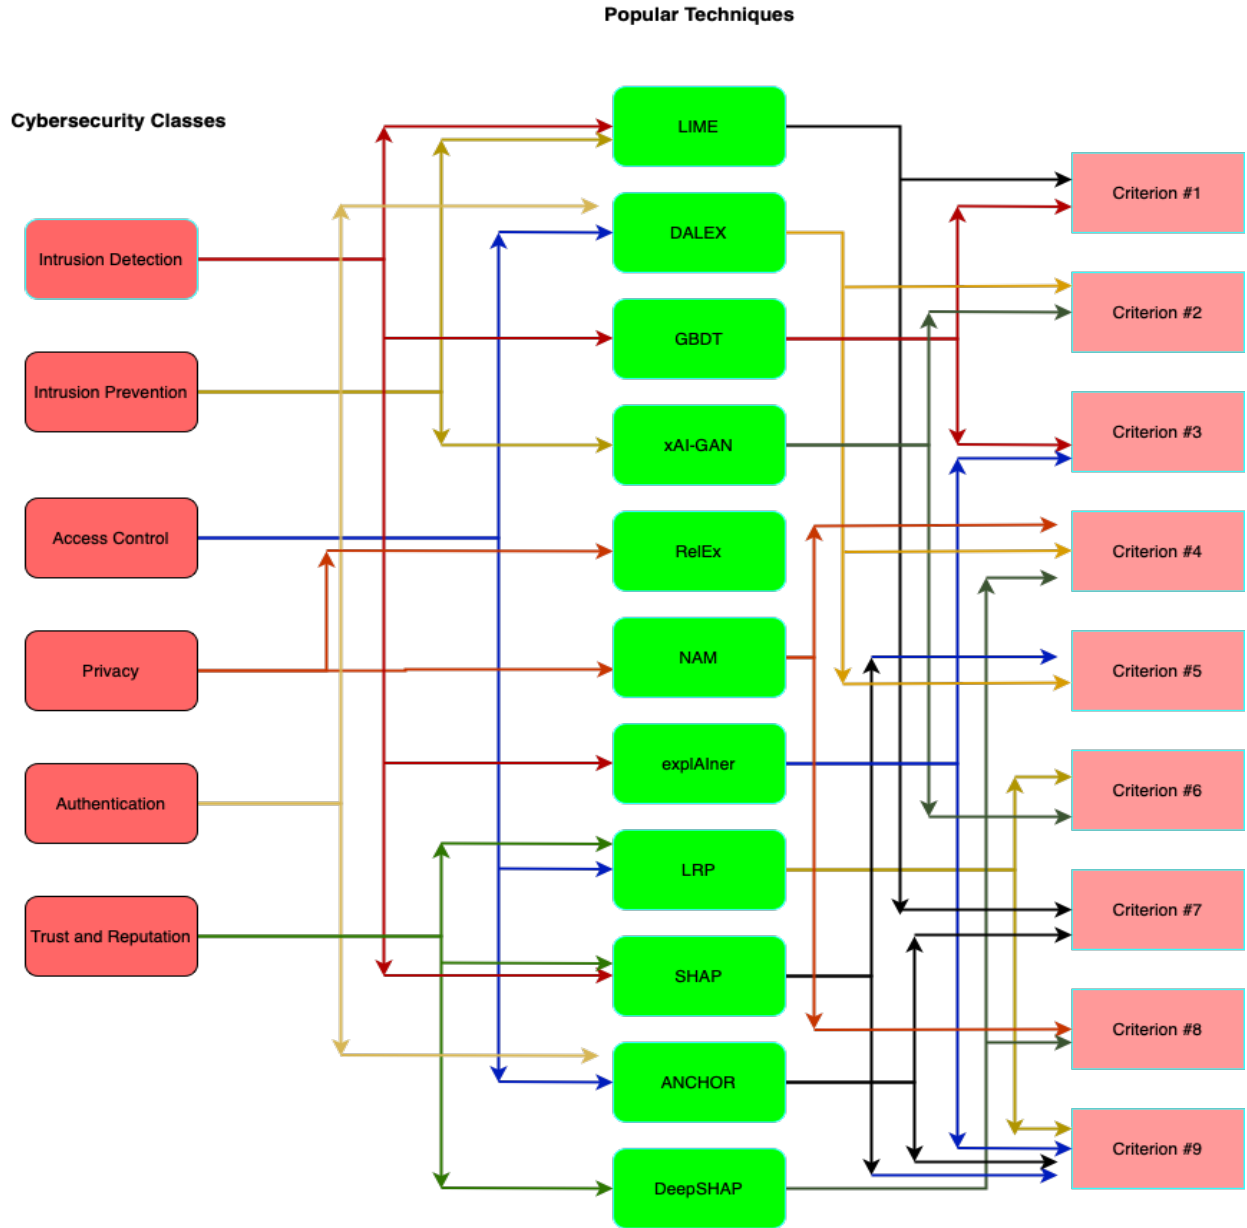 Popular Techniques
Cybersecurity Classes
Intrusion Detection
Intrusion Prevention
Access Control
Privacy
Authentication
Trust and Reputation
LIME
DALEX
GBDT
xAI-GAN
RelEx
NAM
explAIner
LRP
SHAP
ANCHOR
DeepSHAP
Criterion #1
Criterion #2
Criterion #3
Criterion #4
Criterion #5
Criterion #6
Criterion #7
Criterion #8
Criterion #9